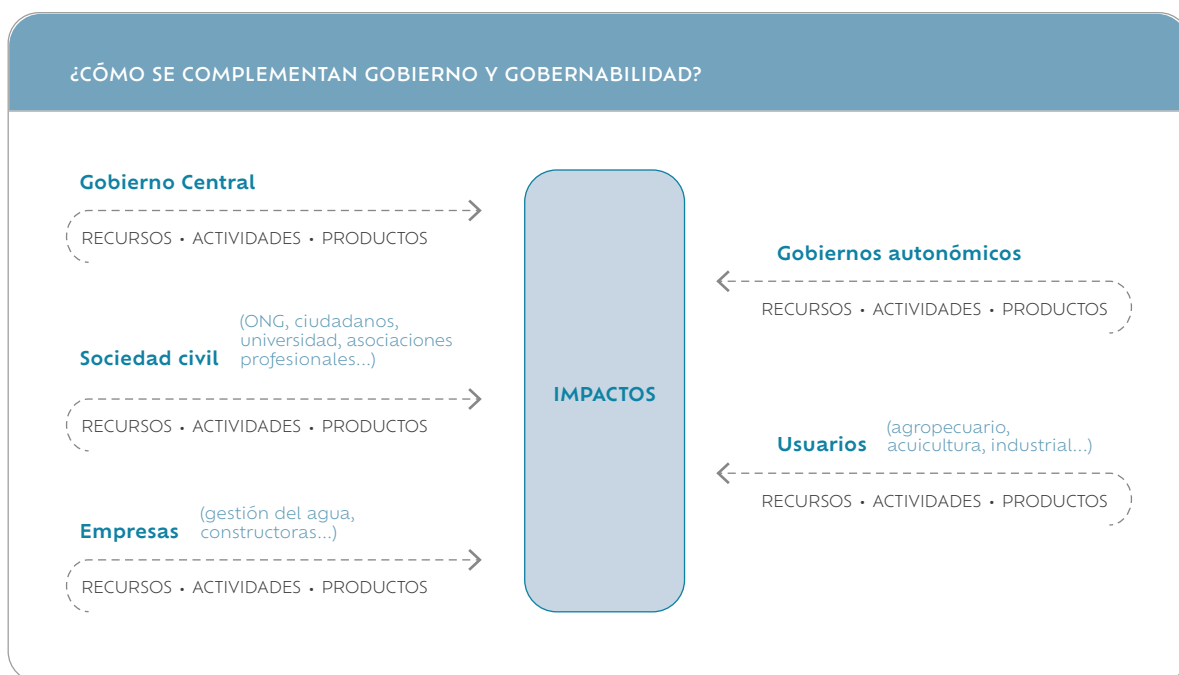 ¿CÓMO SE COMPLEMENTAN GOBIERNO Y GOBERNABILIDAD?
Gobierno Central
RECURSOS • ACTIVIDADES • PRODUCTOS
Sociedad civil
(ONG, ciudadanos,
universidad, asociaciones
profesionales...)
RECURSOS • ACTIVIDADES • PRODUCTOS
Empresas
(gestión del agua,
constructoras...)
RECURSOS • ACTIVIDADES • PRODUCTOS
IMPACTOS
Gobiernos autonómicos
RECURSOS • ACTIVIDADES • PRODUCTOS
Usuarios
(agropecuario,
acuicultura, industrial...)
RECURSOS • ACTIVIDADES • PRODUCTOS